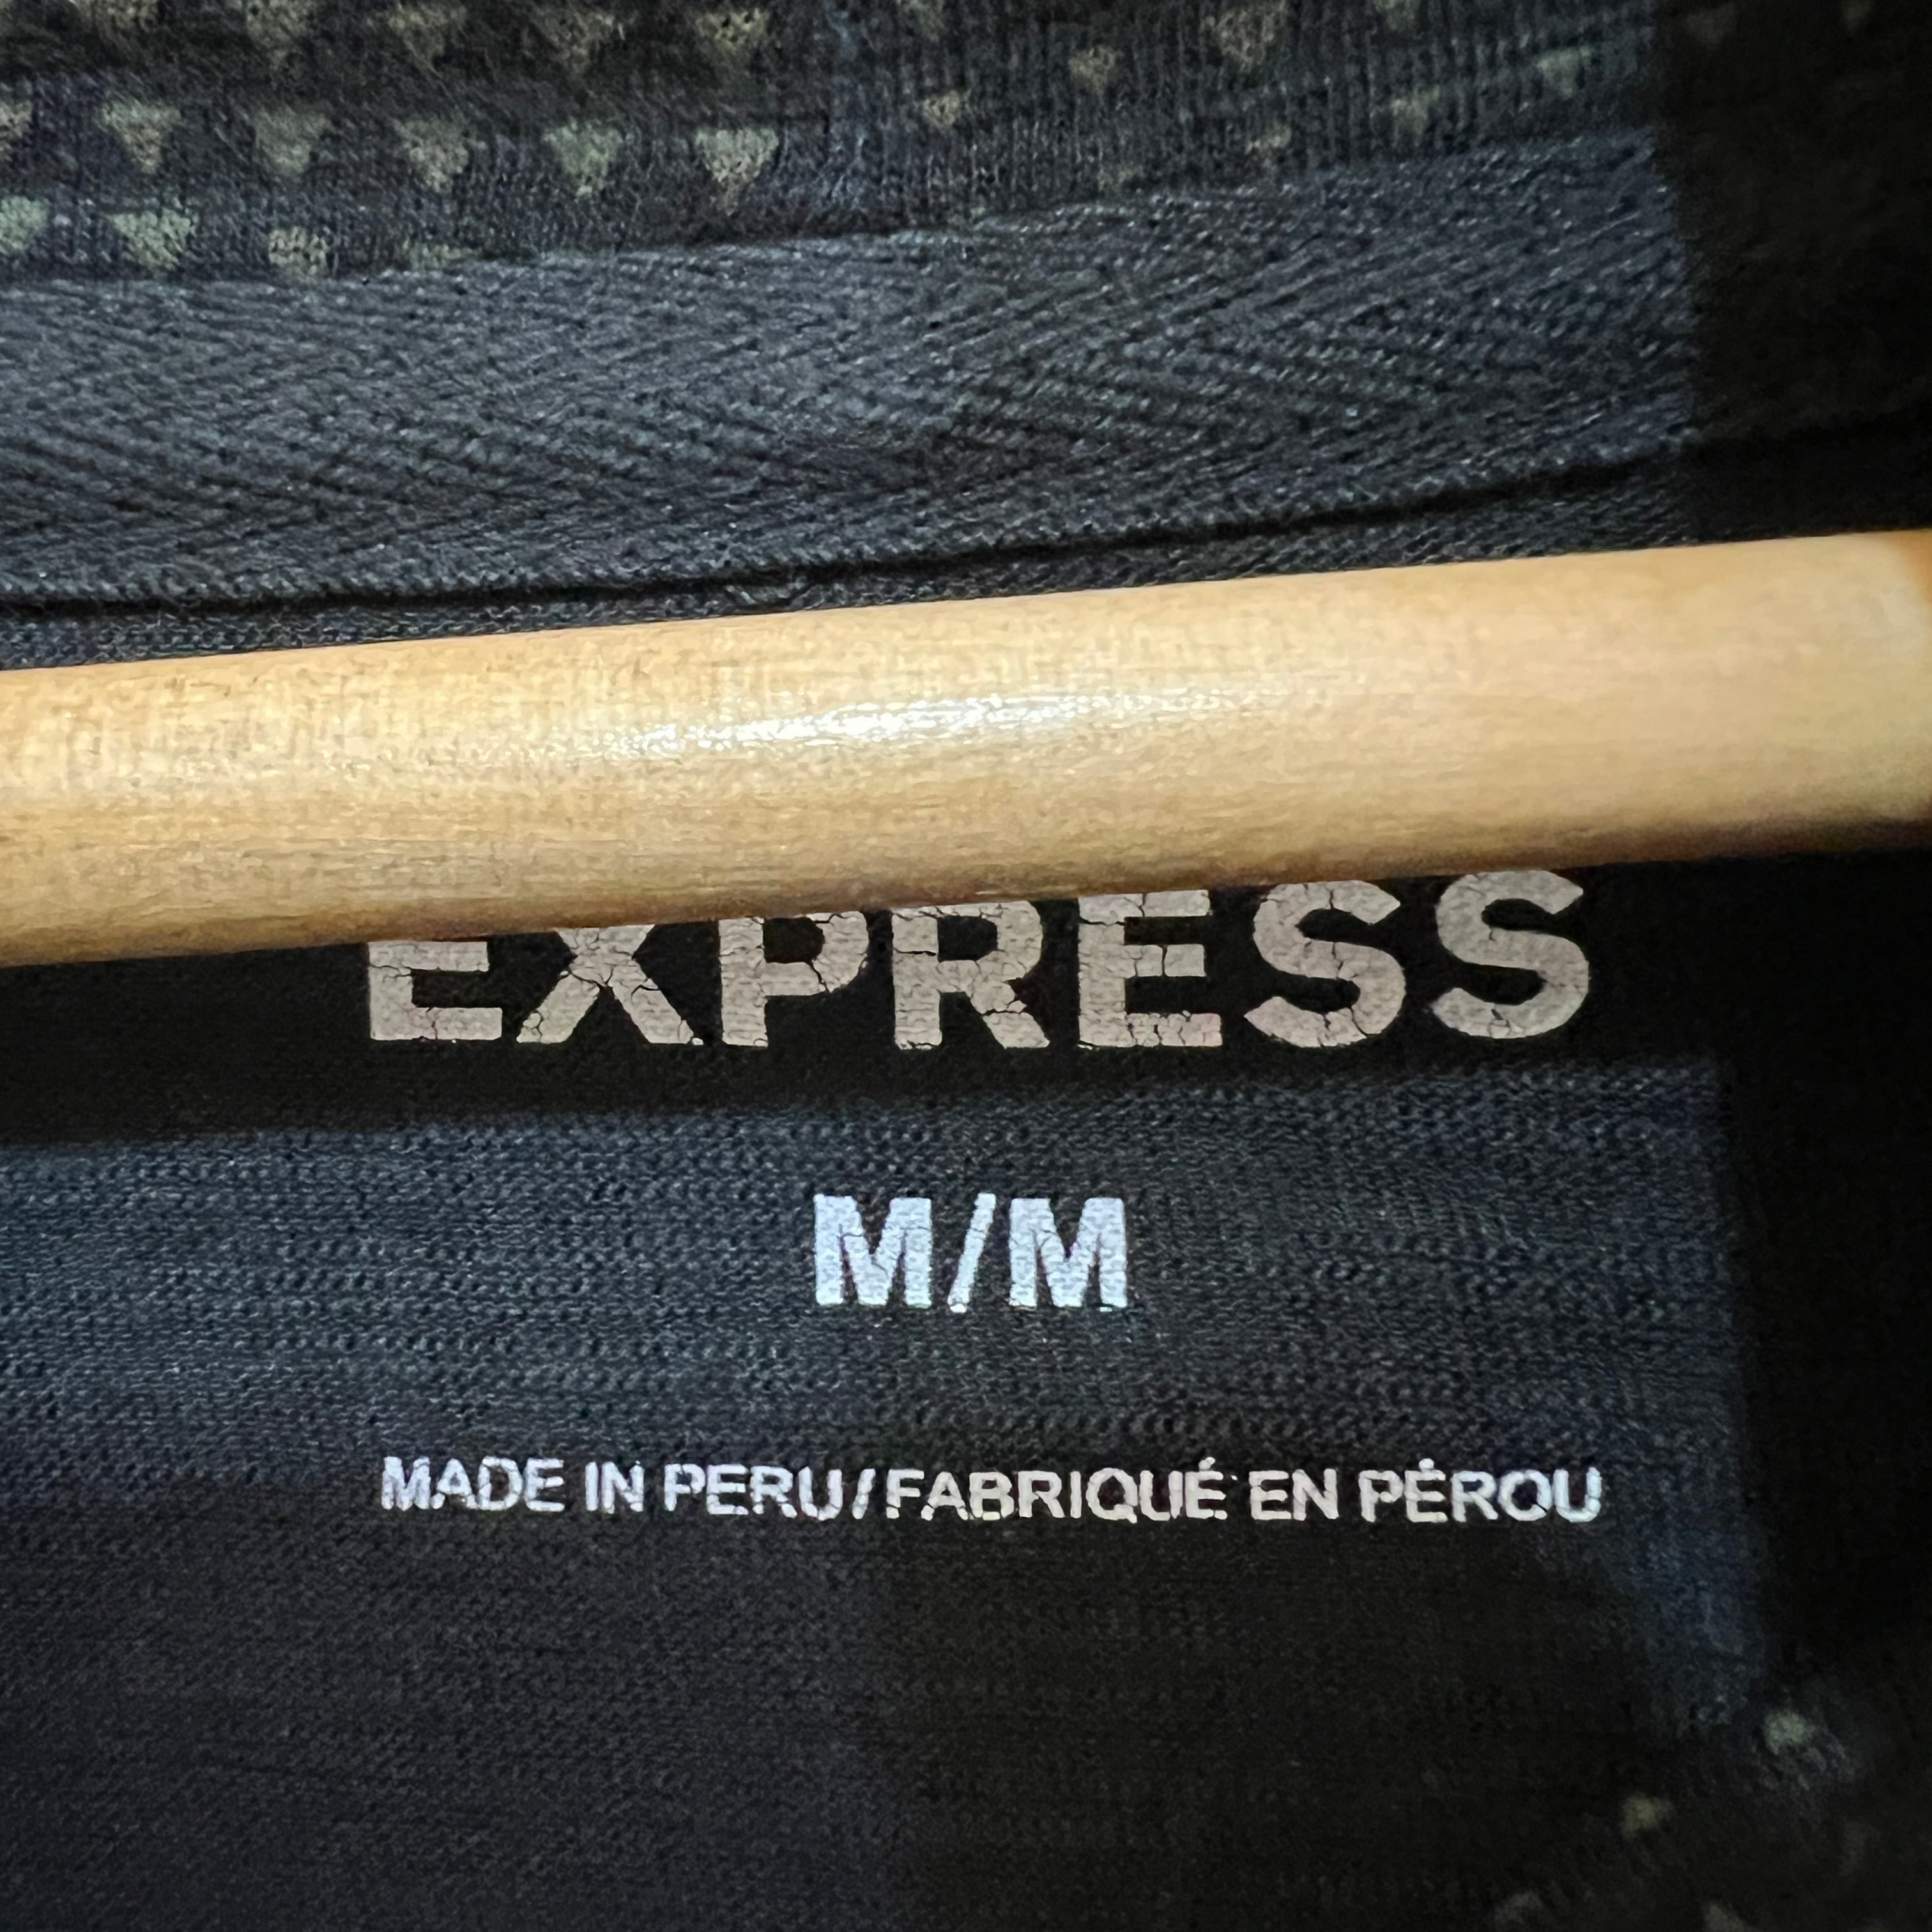 EXPRESS
M/M
MADE IN PERU/FABRIQUÉ EN PÉROU